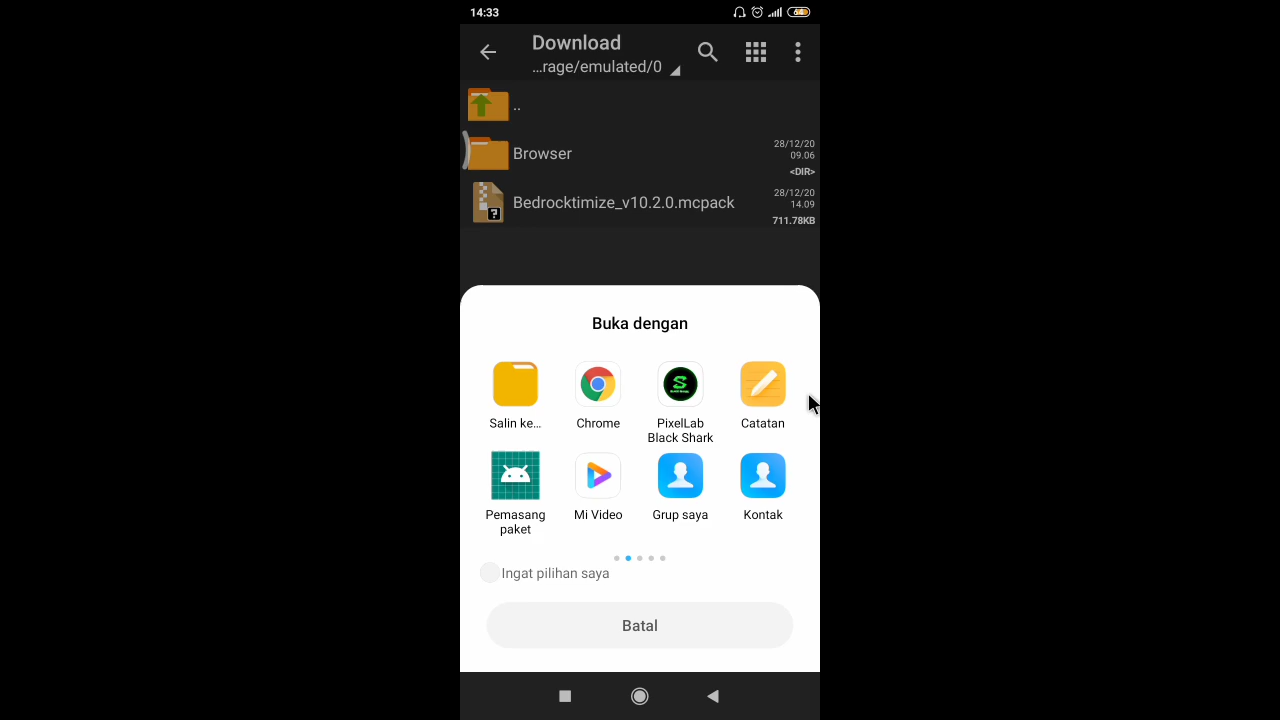 14:33
64
Download
...rage/emulated/0
..
Browser
28/12/20
09.06
<DIR>
Bedrocktimize_v10.2.0.mcpack
28/12/20
14.09
711.78KB
Buka dengan
Salin ke...
Chrome
PixelLab
Black Shark
Catatan
Pemasang
paket
Mi Video
Grup saya
Kontak
Ingat pilihan saya
Batal